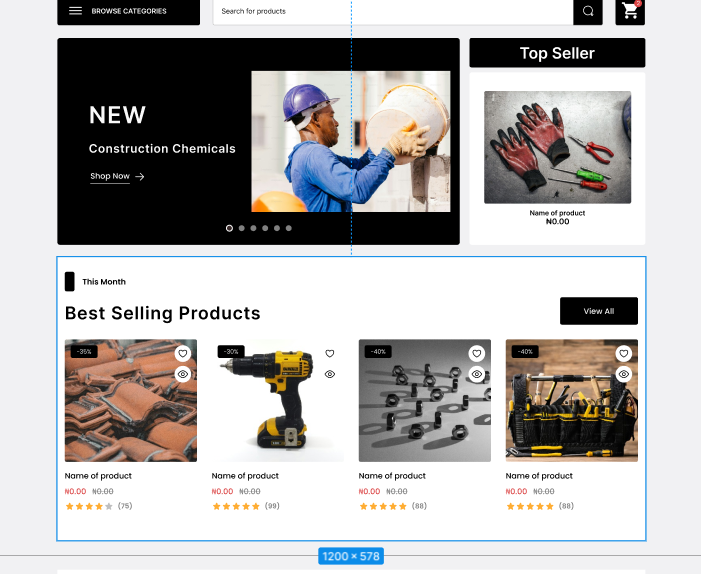 BROWSE CATEGORIES
Search for products
2
Top Seller
NEW
Construction Chemicals
Shop Now
Name of product
₦0.00
This Month
Best Selling Products
View All
-35%
-30%
-40%
-40%
Name of product
Name of product
Name of product
Name of product
₦0.00 ₦0.00
₦0.00 ₦0.00
₦0.00 ₦0.00
₦0.00 ₦0.00
(75)
(99)
(88)
(88)
1200 × 578